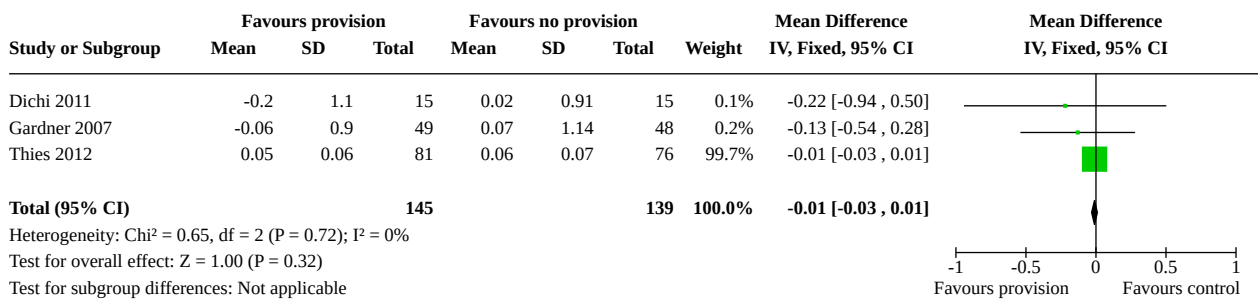 Favours provision Favours no provision Mean Difference Mean Difference
Study or Subgroup Mean SD Total Mean SD Total Weight IV, Fixed, 95% CI IV, Fixed, 95% CI
Dichi 2011 -0.2 1.1 15 0.02 0.91 15 0.1% -0.22 [-0.94 , 0.50]
Gardner 2007 -0.06 0.9 49 0.07 1.14 48 0.2% -0.13 [-0.54 , 0.28]
Thies 2012 0.05 0.06 81 0.06 0.07 76 99.7% -0.01 [-0.03 , 0.01]
Total (95% CI) 145 139 100.0% -0.01 [-0.03 , 0.01]
Heterogeneity: Chi² = 0.65, df = 2 (P = 0.72); I² = 0%
Test for overall effect: Z = 1.00 (P = 0.32)
-1 -0.5 0 0.5 1
Test for subgroup differences: Not applicable
Favours provision Favours control